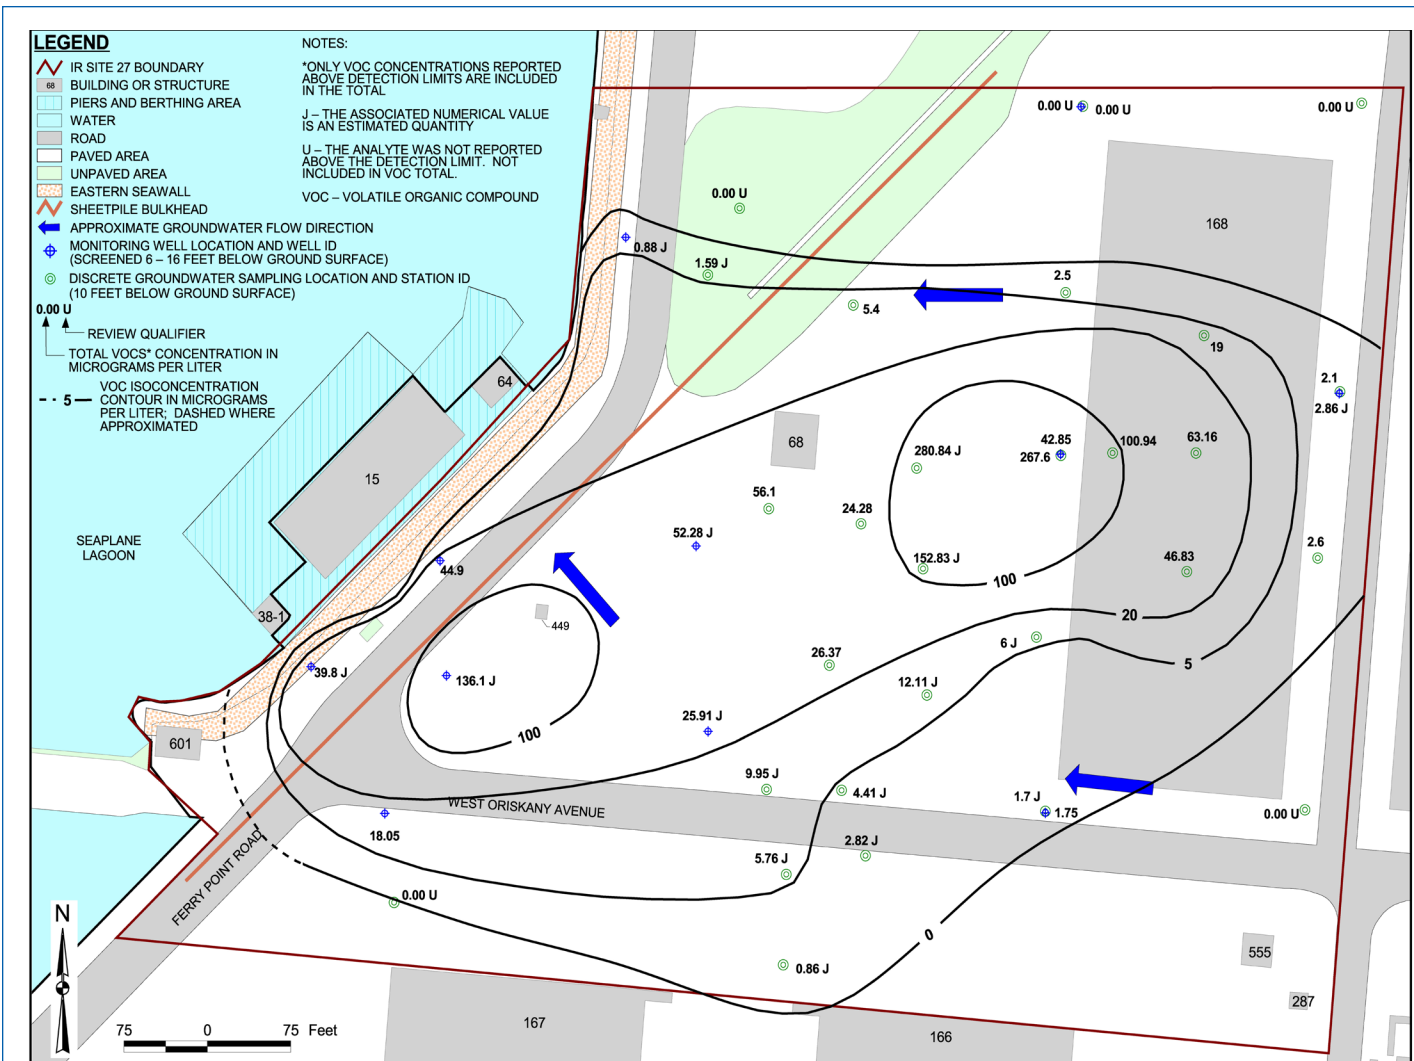 LEGEND
IR SITE 27 BOUNDARY
68
BUILDING OR STRUCTURE
PIERS AND BERTHING AREA
WATER
ROAD
PAVED AREA
UNPAVED AREA
EASTERN SEAWALL
SHEETPILE BULKHEAD
APPROXIMATE GROUNDWATER FLOW DIRECTION
MONITORING WELL LOCATION AND WELL ID
(SCREENED 6 – 16 FEET BELOW GROUND SURFACE)
DISCRETE GROUNDWATER SAMPLING LOCATION AND STATION ID
(10 FEET BELOW GROUND SURFACE)
0.00 U
REVIEW QUALIFIER
TOTAL VOCS* CONCENTRATION IN
MICROGRAMS PER LITER
VOC ISOCONCENTRATION
CONTOUR IN MICROGRAMS
PER LITER; DASHED WHERE
APPROXIMATED
5
NOTES:
*ONLY VOC CONCENTRATIONS REPORTED
ABOVE DETECTION LIMITS ARE INCLUDED
IN THE TOTAL
J – THE ASSOCIATED NUMERICAL VALUE
IS AN ESTIMATED QUANTITY
U – THE ANALYTE WAS NOT REPORTED
ABOVE THE DETECTION LIMIT. NOT
INCLUDED IN VOC TOTAL.
VOC – VOLATILE ORGANIC COMPOUND
0.00 U
0.00 U
0.00 U
0.00 U
168
0.88 J
1.59 J
2.5
5.4
19
2.1
2.86 J
64
15
68
280.84 J
42.85
267.6
100.94
63.16
56.1
24.28
52.28 J
152.83 J
100
46.83
2.6
SEAPLANE
LAGOON
44.9
38-1
449
20
6 J
5
39.8 J
136.1 J
26.37
12.11 J
25.91 J
100
601
9.95 J
4.41 J
1.7 J
1.75
0.00 U
WEST ORISKANY AVENUE
18.05
2.82 J
5.76 J
FERRY POINT ROAD
0.00 U
0
0.86 J
555
287
N
167
166
75 0 75 Feet